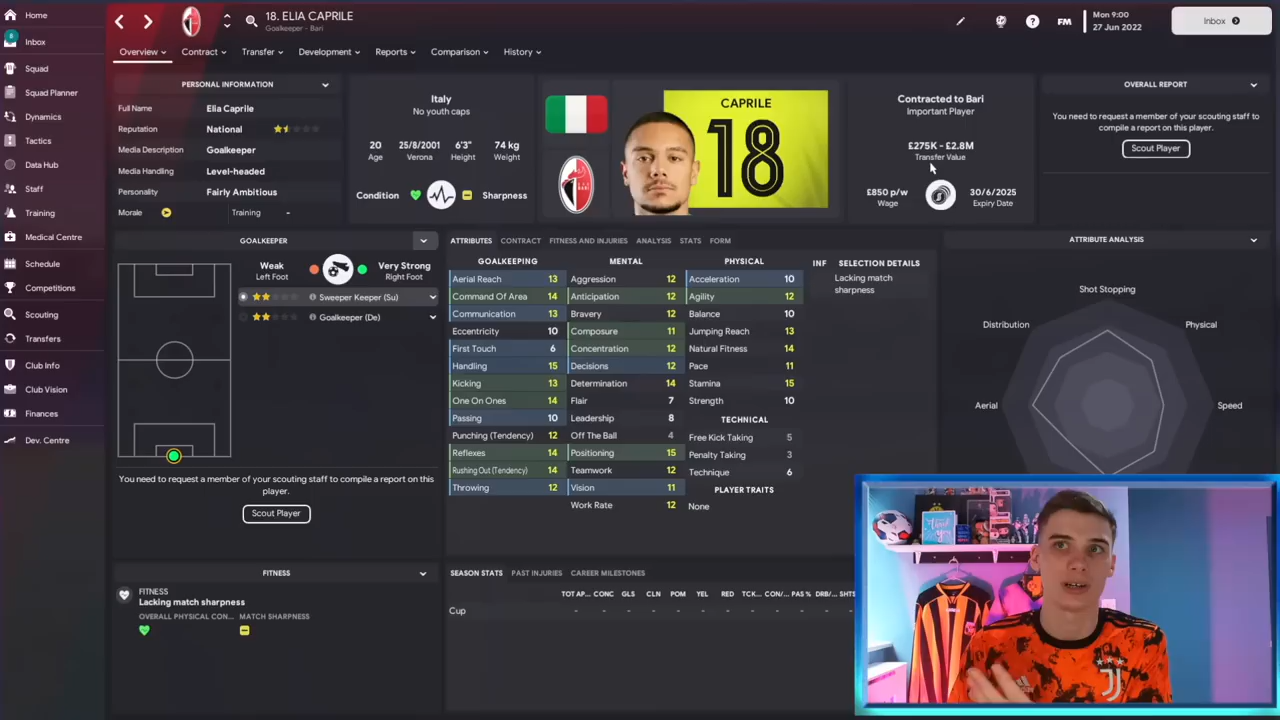 Home
Inbox
8
Squad
Squad Planner
Dynamics
Tactics
Data Hub
Staff
Training
Medical Centre
Schedule
Competitions
Scouting
Transfers
Club Info
Club Vision
Finances
Dev. Centre
18. ELIA CAPRILE
Goalkeeper - Bari
FM
Mon 9:00
27 Jun 2022
Inbox
Overview
Contract
Transfer
Development
Reports
Comparison
History
PERSONAL INFORMATION
Full Name Elia Caprile
Reputation National
Media Description Goalkeeper
Media Handling Level-headed
Personality Fairly Ambitious
Morale Training -
Italy
No youth caps
20 25/8/2001 6'3" 74 kg
Age Verona Height Weight
Condition Sharpness
CAPRILE
18
Contracted to Bari
Important Player
£275K - £2.8M
Transfer Value
£850 p/w 30/6/2025
Wage Expiry Date
OVERALL REPORT
You need to request a member of your scouting staff to
compile a report on this player.
Scout Player
GOALKEEPER
Weak Very Strong
Left Foot Right Foot
Sweeper Keeper (Su)
Goalkeeper (De)
You need to request a member of your scouting staff to compile a report on this
player.
Scout Player
ATTRIBUTES CONTRACT FITNESS AND INJURIES ANALYSIS STATS FORM
GOALKEEPING
Aerial Reach 13
Command Of Area 14
Communication 13
Eccentricity 10
First Touch 6
Handling 15
Kicking 13
One On Ones 14
Passing 10
Punching (Tendency) 12
Reflexes 14
Rushing Out (Tendency) 14
Throwing 12
MENTAL
Aggression 12
Anticipation 12
Bravery 12
Composure 11
Concentration 12
Decisions 12
Determination 14
Flair 7
Leadership 8
Off The Ball 4
Positioning 15
Teamwork 12
Vision 11
Work Rate 12
PHYSICAL
Acceleration 10
Agility 12
Balance 10
Jumping Reach 13
Natural Fitness 14
Pace 11
Stamina 15
Strength 10
TECHNICAL
Free Kick Taking 5
Penalty Taking 3
Technique 6
PLAYER TRAITS
None
INF SELECTION DETAILS
Lacking match
sharpness
ATTRIBUTE ANALYSIS
Shot Stopping
Distribution Physical
Aerial Speed
FITNESS
FITNESS
Lacking match sharpness
OVERALL PHYSICAL CON... MATCH SHARPNESS
SEASON STATS PAST INJURIES CAREER MILESTONES
TOT AP... CONC GLS CLN POM YEL RED TCK... CON/... PAS % DRB/... SHTS
Cup - - - - - - - - - - -